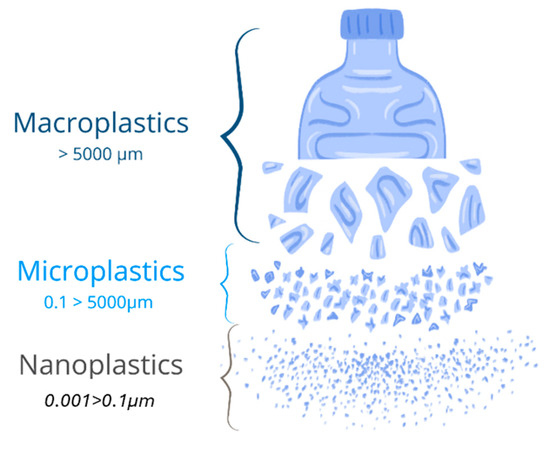 Macroplastics
> 5000 µm
Microplastics
0.1 > 5000µm
Nanoplastics
0.001>0.1µm